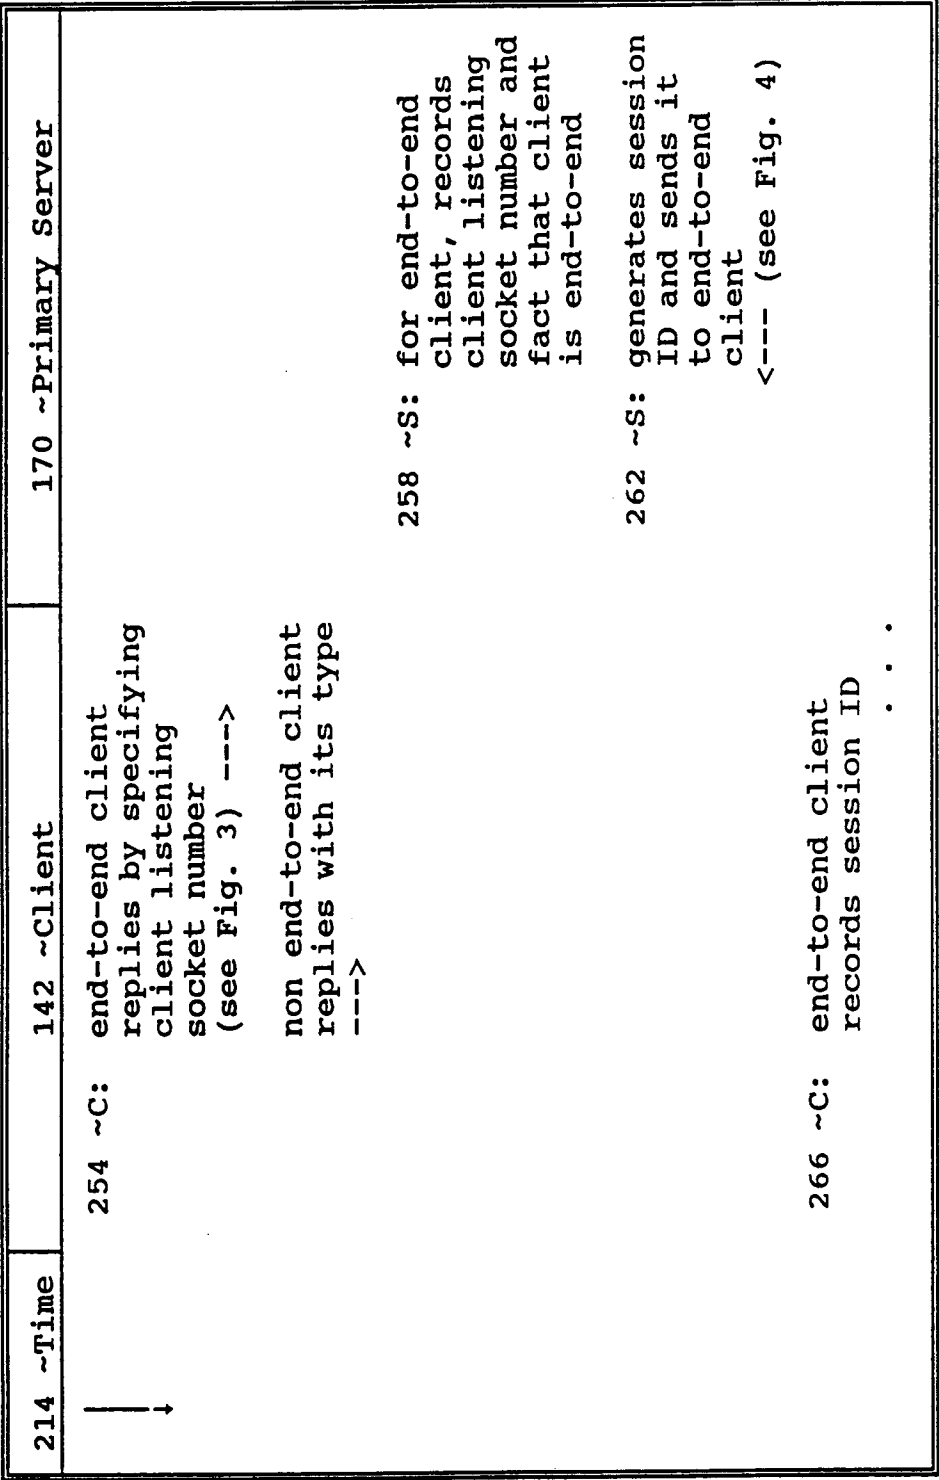 214 ~Time
142 ~Client
170 ~Primary Server
254 ~C: end-to-end client
replies by specifying
client listening
socket number
(see Fig. 3) --->
non end-to-end client
replies with its type
--->
258 ~S: for end-to-end
client, records
client listening
socket number and
fact that client
is end-to-end
262 ~S: generates session
ID and sends it
to end-to-end
client
<--- (see Fig. 4)
266 ~C: end-to-end client
records session ID
. . .